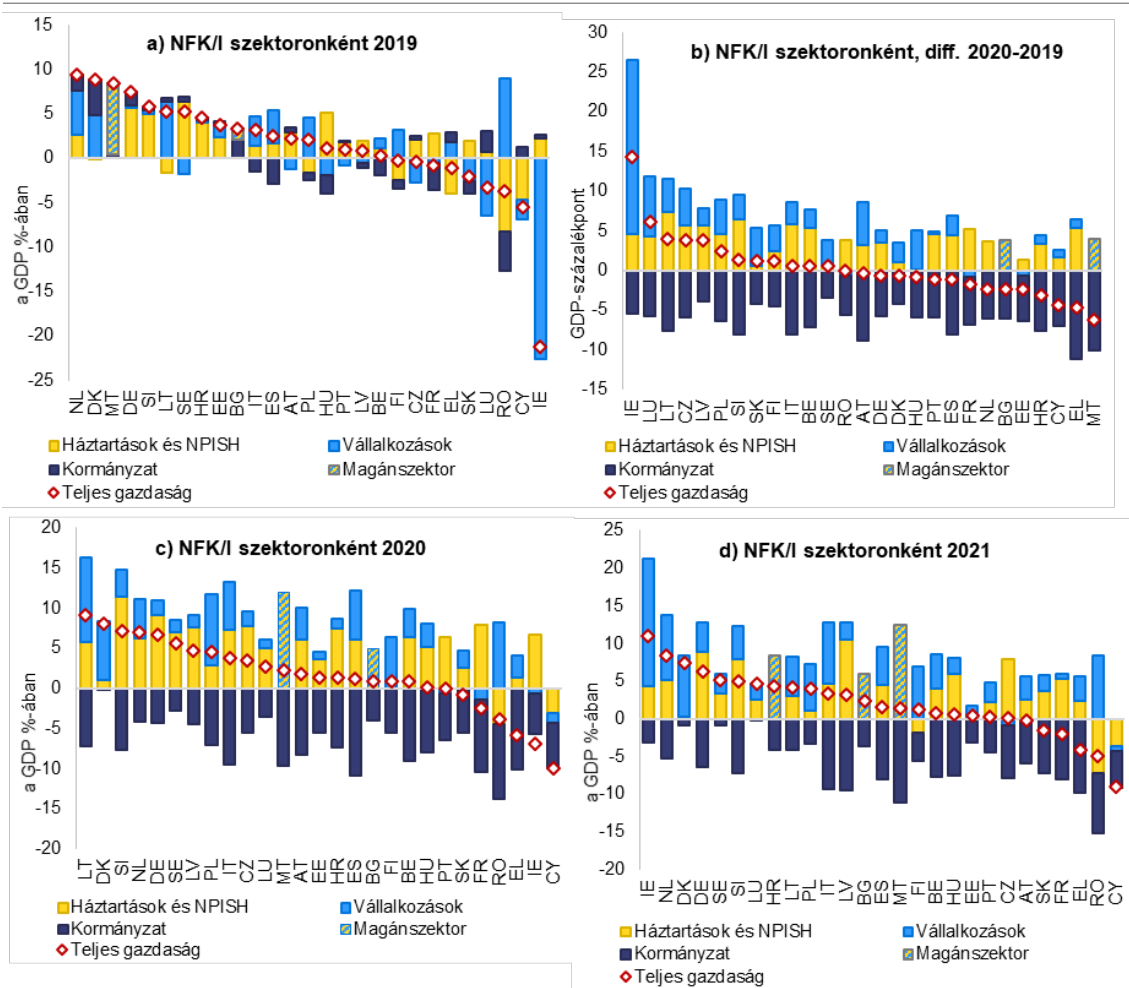 a) NFK/I szektoronként 2019
a GDP %-ában
15
10
5
0
-5
-10
-15
-20
-25
NL DK MT DE SI LT SE HR EE BG IT ES AT PL HU PT LV BE FI CZ FR EL SK LU RO CY IE
Háztartások és NPISH
Vállalkozások
Kormányzat
Magánszektor
Teljes gazdaság
b) NFK/I szektoronként, diff. 2020-2019
GDP-százalékpont
30
25
20
15
10
5
0
-5
-10
-15
IE LU LT CZ LV PL SI SK FI IT BE SE RO AT DE DK HU PT ES FR NL BG EE HR CY EL MT
Háztartások és NPISH
Vállalkozások
Kormányzat
Magánszektor
Teljes gazdaság
c) NFK/I szektoronként 2020
a GDP %-ában
20
15
10
5
0
-5
-10
-15
-20
LT DK SI NL DE SE LV PL IT CZ LU MT AT EE HR ES BG FI BE HU PT SK FR RO EL IE CY
Háztartások és NPISH
Vállalkozások
Kormányzat
Magánszektor
Teljes gazdaság
d) NFK/I szektoronként 2021
a GDP %-ában
25
20
15
10
5
0
-5
-10
-15
-20
IE NL DK DE SE SI LU HR LT PL IT LV BG ES MT FI BE HU EE PT CZ AT SK FR EL RO CY
Háztartások és NPISH
Vállalkozások
Kormányzat
Magánszektor
Teljes gazdaság